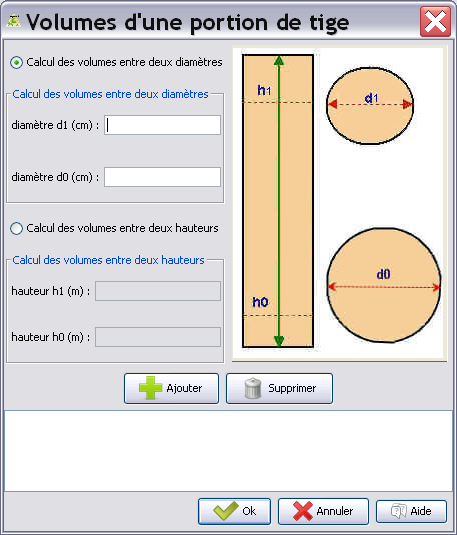 Volumes d'une portion de tige
Calcul des volumes entre deux diamètres
Calcul des volumes entre deux diamètres
diamètre d1 (cm) :
diamètre d0 (cm) :
Calcul des volumes entre deux hauteurs
Calcul des volumes entre deux hauteurs
hauteur h1 (m) :
hauteur h0 (m) :
h1
d1
h0
d0
Ajouter
Supprimer
Ok
Annuler
Aide